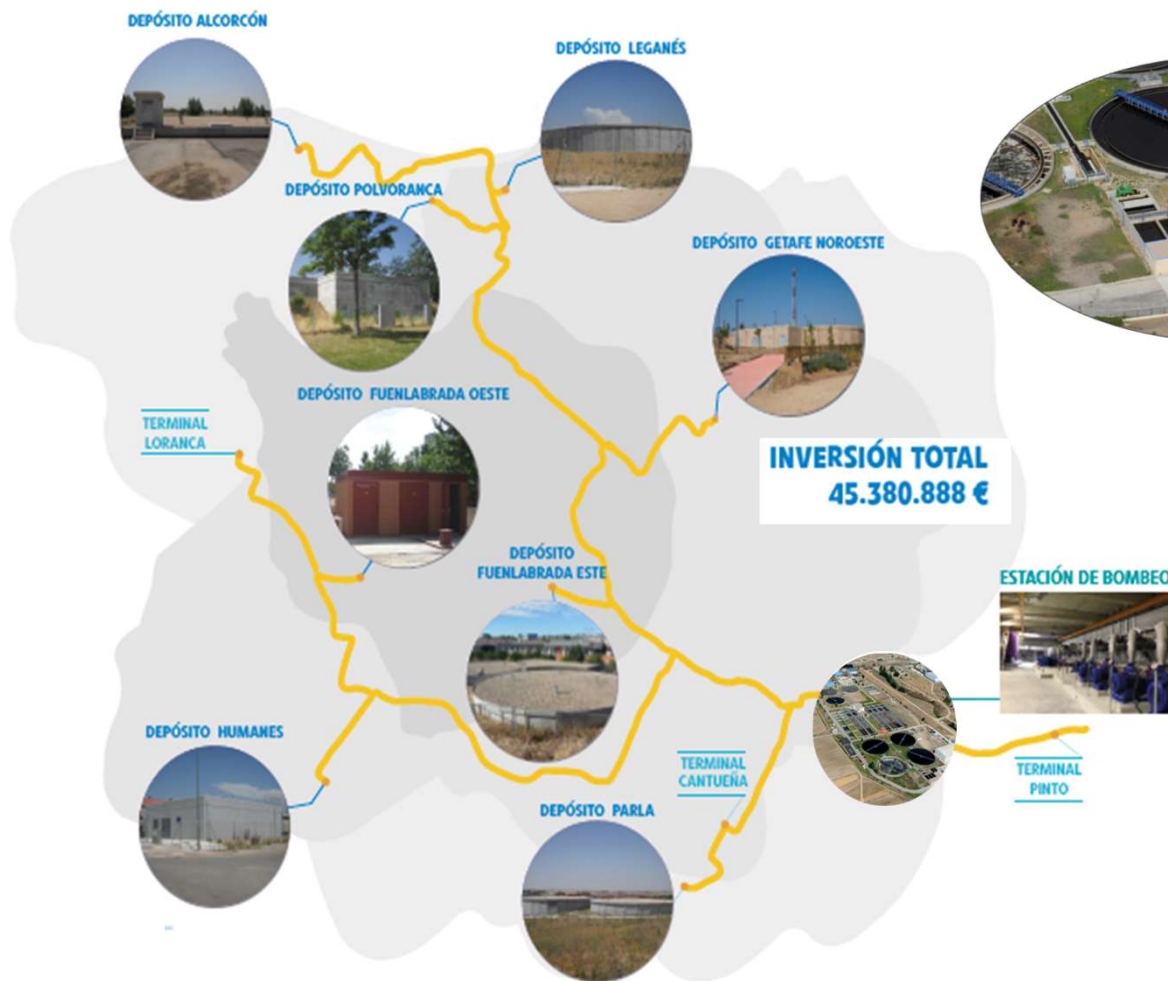 DEPÓSITO ALCORCÓN
DEPÓSITO LEGANÉS
DEPÓSITO POLVORANCA
DEPÓSITO GETAFE NOROESTE
DEPÓSITO FUENLABRADA OESTE
TERMINAL
LORANCA
INVERSIÓN TOTAL
45.380.888 €
DEPÓSITO
FUENLABRADA ESTE
ESTACIÓN DE BOMBEO
DEPÓSITO HUMANES
TERMINAL
CANTUEÑA
TERMINAL
PINTO
DEPÓSITO PARLA